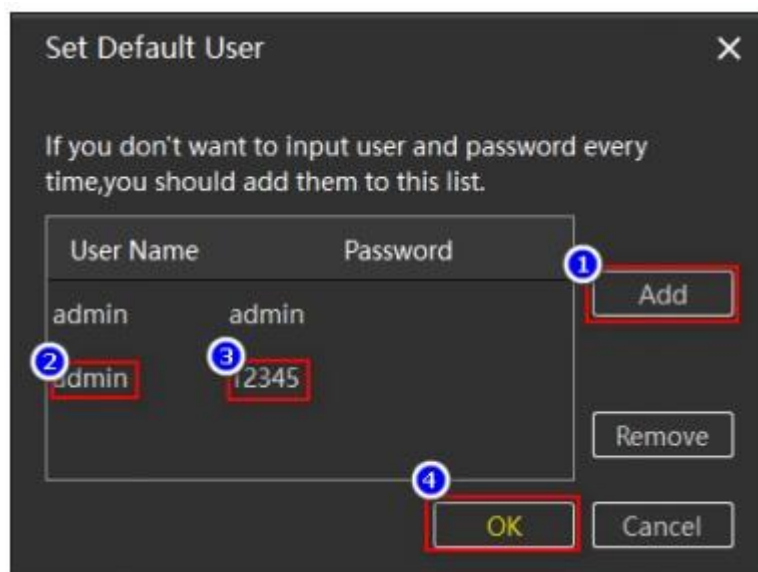 Set Default User
If you don't want to input user and password every
time,you should add them to this list.
User Name Password
1
Add
admin admin
2 admin 3 12345
Remove
4
OK Cancel